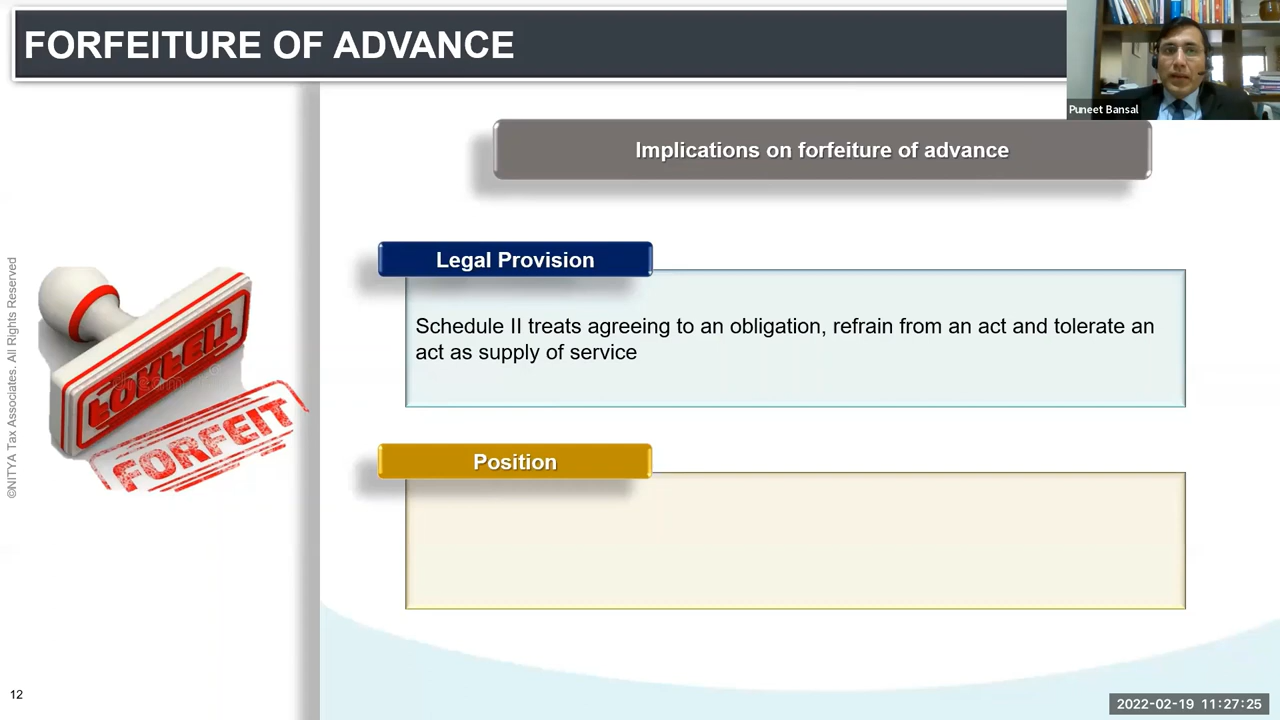 FORFEITURE OF ADVANCE
Puneet Bansal
Implications on forfeiture of advance
Legal Provision
Schedule II treats agreeing to an obligation, refrain from an act and tolerate an
act as supply of service
FORFEIT
FORFEIT
Position
©NITYA Tax Associates. All Rights Reserved
12
2022-02-19 11:27:25